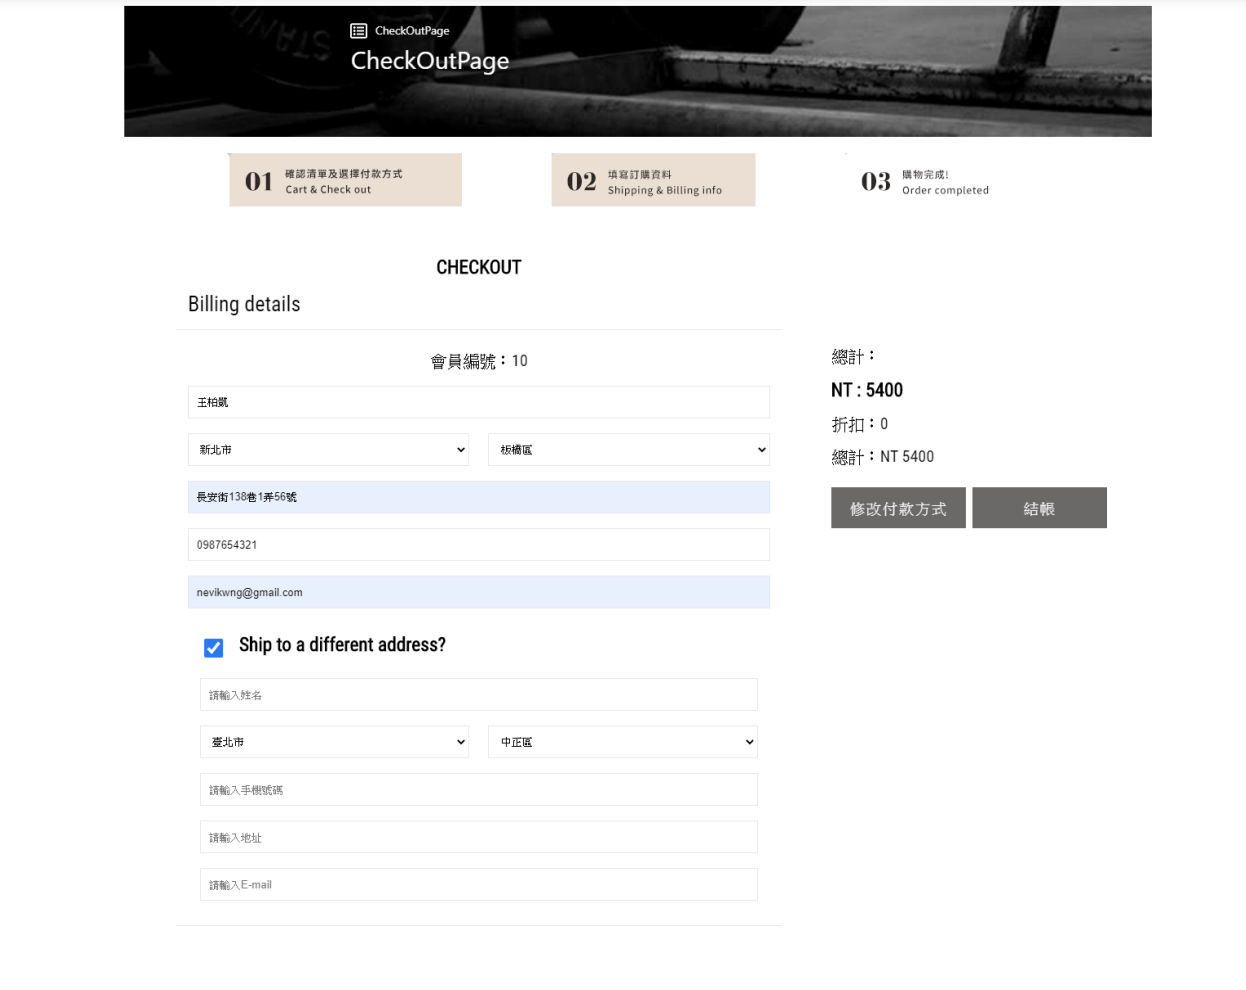 CheckOutPage
CheckOutPage
01 確認清單及選擇付款方式
Cart & Check out
02 填寫訂購資料
Shipping & Billing info
03 購物完成!
Order completed
CHECKOUT
Billing details
會員編號：10
王柏凱
新北市 板橋區
長安街138巷1弄56號
0987654321
nevikwng@gmail.com
Ship to a different address?
請輸入姓名
臺北市 中正區
請輸入手機號碼
請輸入地址
請輸入E-mail
總計：
NT : 5400
折扣：0
總計：NT 5400
修改付款方式 結帳